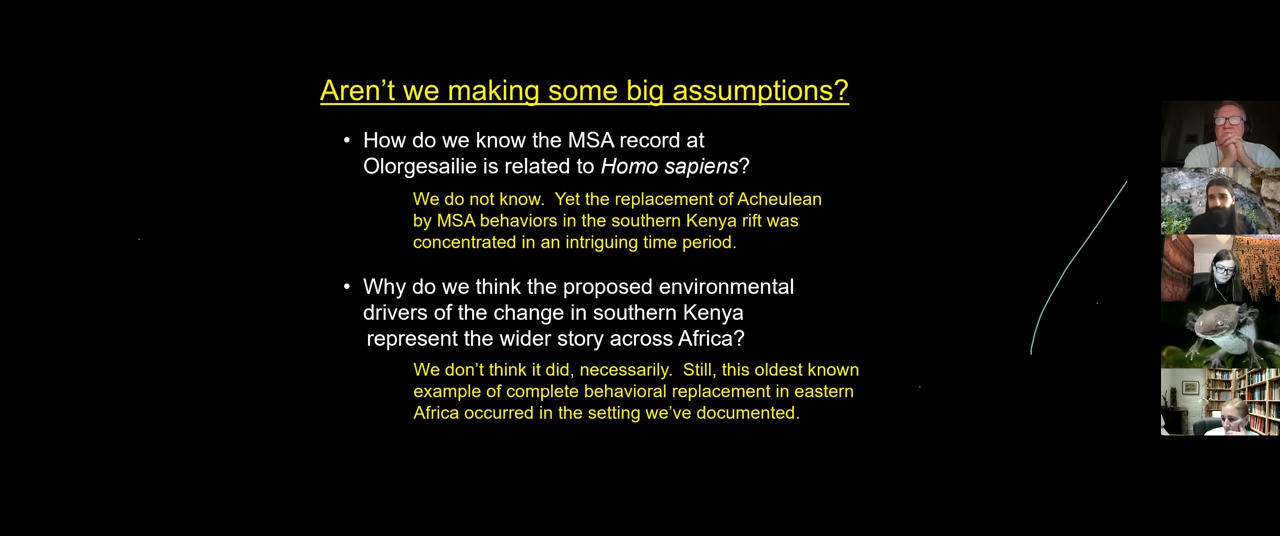 Aren’t we making some big assumptions?
• How do we know the MSA record at
Olorgesailie is related to Homo sapiens?
We do not know.  Yet the replacement of Acheulean
by MSA behaviors in the southern Kenya rift was
concentrated in an intriguing time period.
• Why do we think the proposed environmental
drivers of the change in southern Kenya
represent the wider story across Africa?
We don’t think it did, necessarily.  Still, this oldest known
example of complete behavioral replacement in eastern
Africa occurred in the setting we’ve documented.